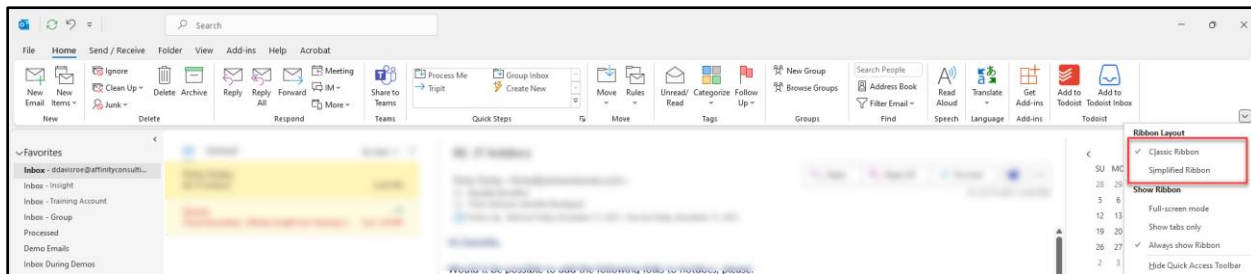 Search
File Home Send / Receive Folder View Add-ins Help Acrobat
New Email
New Items
Ignore
Clean Up
Junk
Delete
Archive
Reply
Reply All
Forward
Meeting
IM
More
Share to Teams
Process Me
TripIt
Group Inbox
Create New
Move
Rules
Unread/ Read
Categorize
Follow Up
New Group
Browse Groups
Search People
Address Book
Filter Email
Read Aloud
Translate
Get Add-ins
Add to Todoist
Add to Todoist Inbox
New Delete Respond Teams Quick Steps Move Tags Groups Find Speech Language Add-ins Todoist
Favorites
Inbox - ddavisroe@affinityconsulti...
Inbox - Insight
Inbox - Training Account
Inbox - Group
Processed
Demo Emails
Inbox During Demos
Would it be possible to add the following folks to hotdocs, please.
SU MO
28 29
5 6
12 13
19 20
26 27
2 3
Ribbon Layout
Classic Ribbon
Simplified Ribbon
Show Ribbon
Full-screen mode
Show tabs only
Always show Ribbon
Hide Quick Access Toolbar